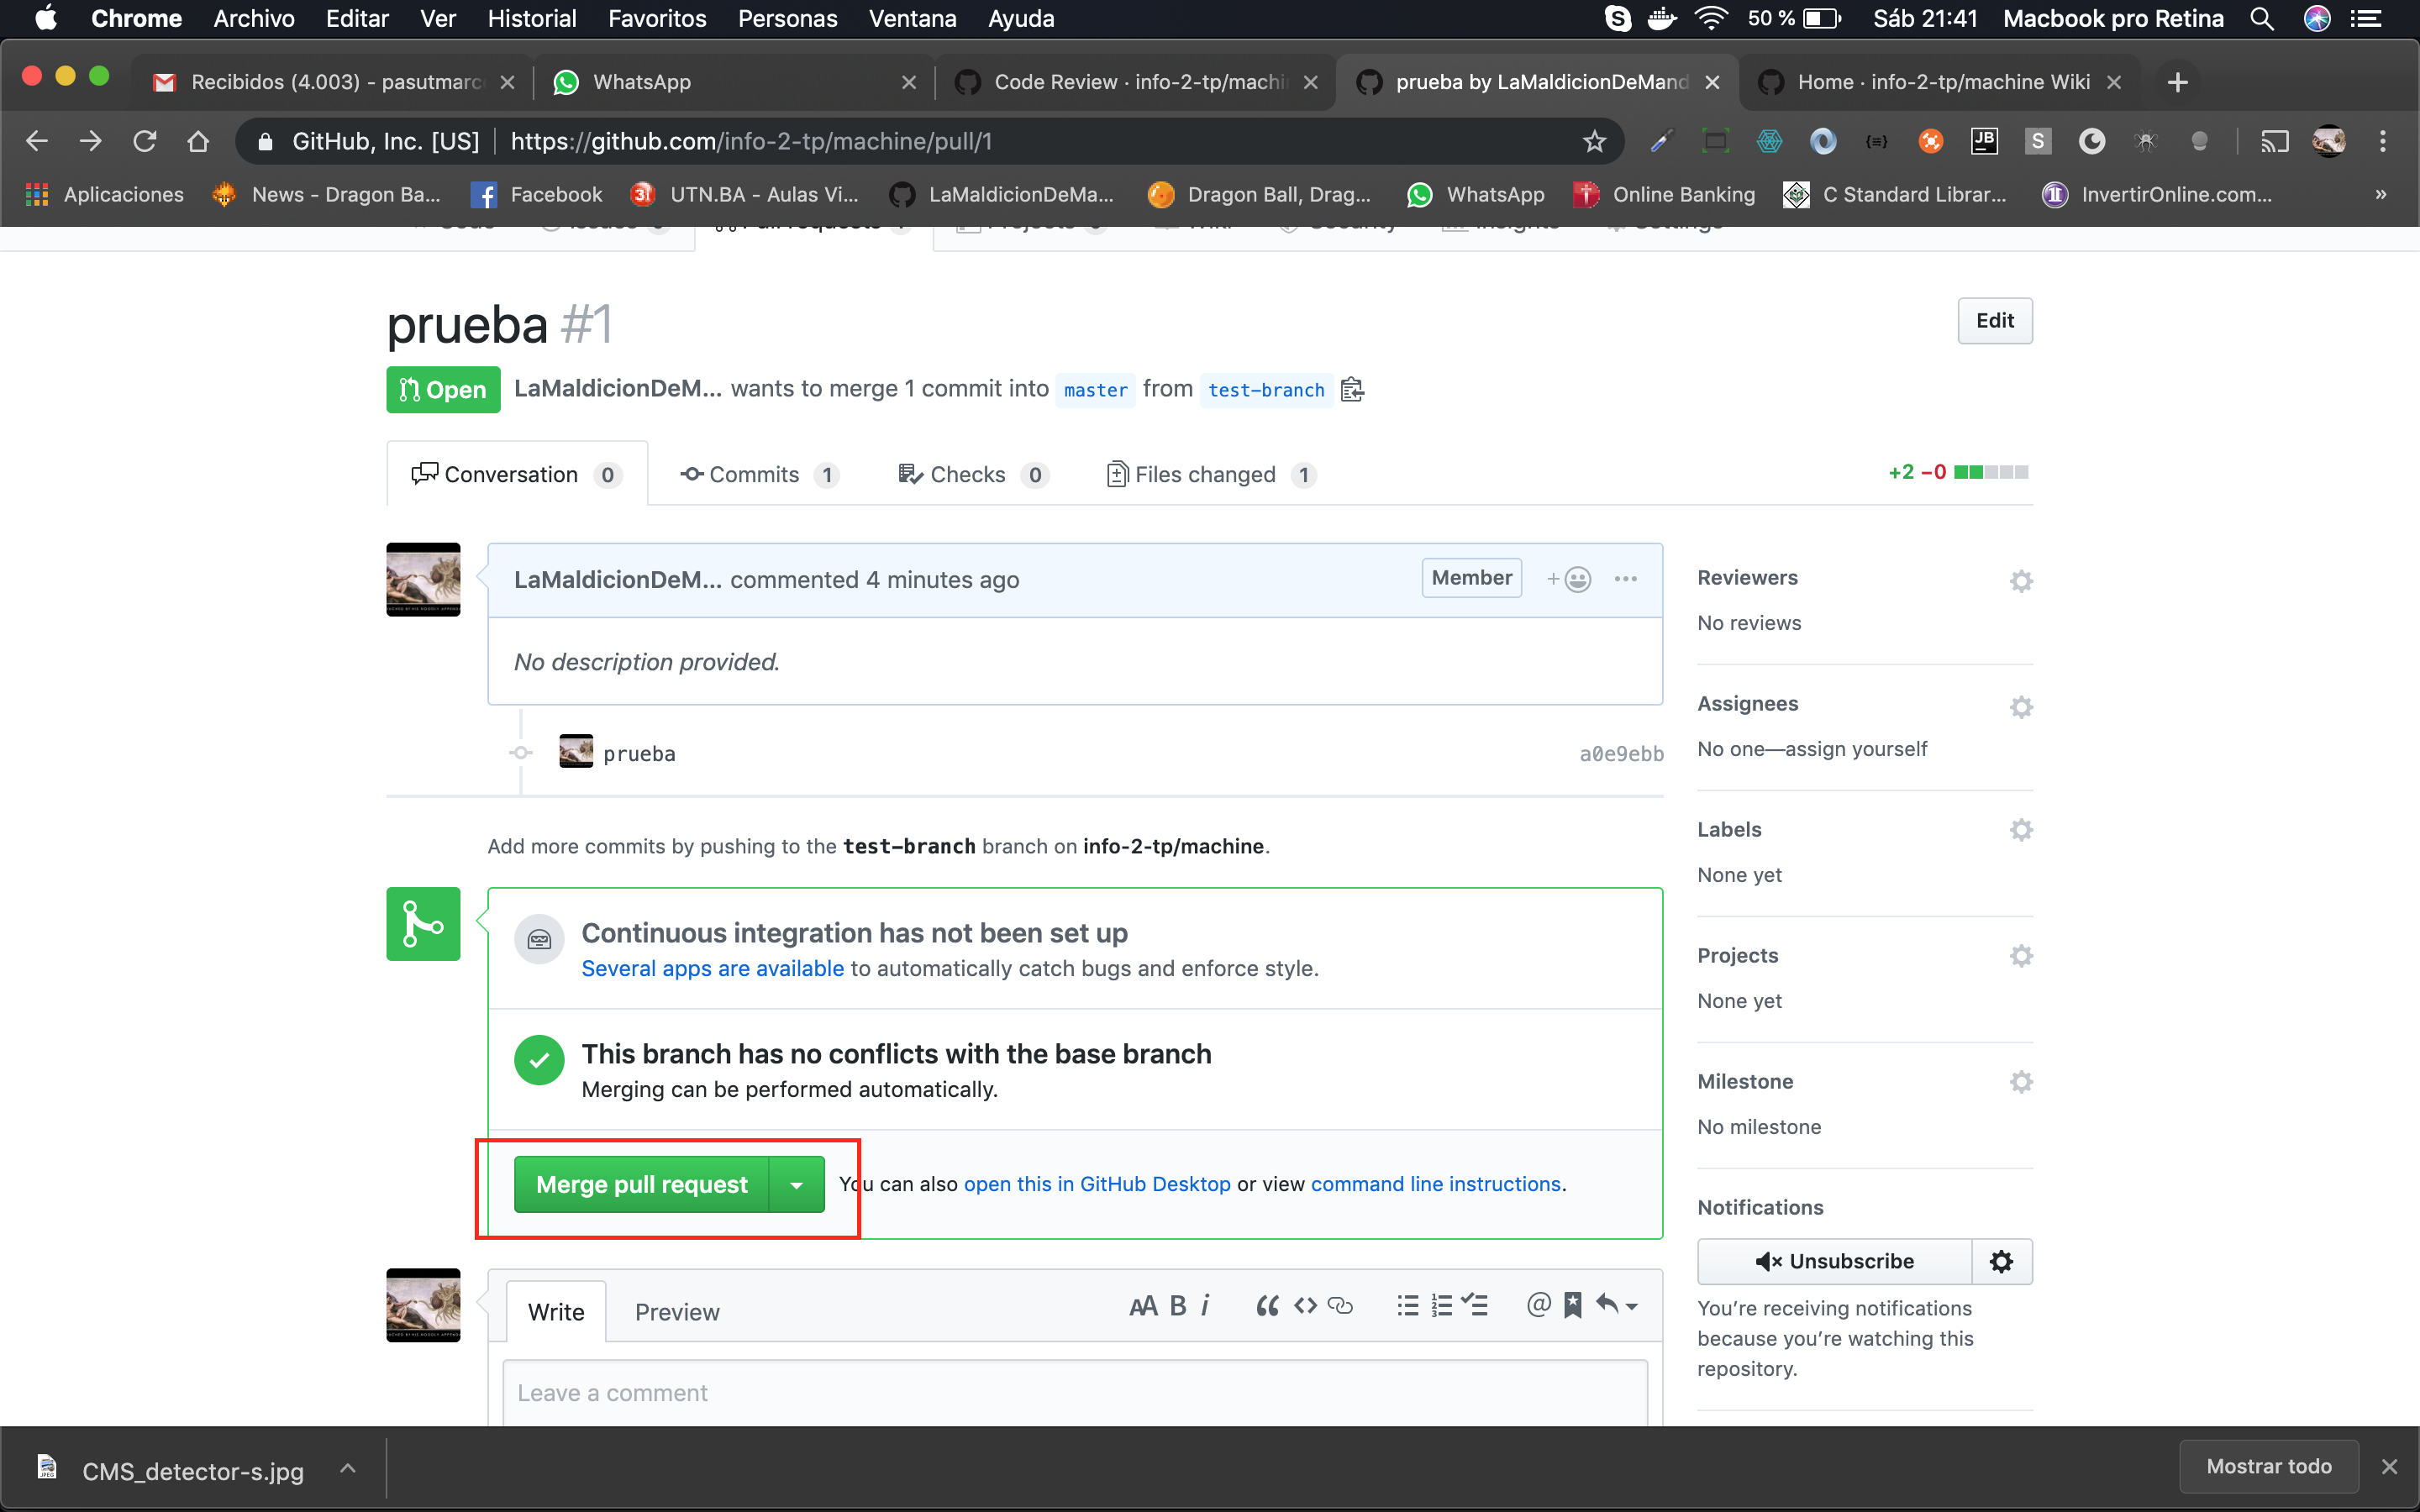 Chrome Archivo Editar Ver Historial Favoritos Personas Ventana Ayuda 50 % Sáb 21:41 Macbook pro Retina
Recibidos (4.003) - pasutmarc WhatsApp Code Review · info-2-tp/machi prueba by LaMaldicionDeMand Home · info-2-tp/machine Wiki
GitHub, Inc. [US] https://github.com/info-2-tp/machine/pull/1
Aplicaciones News - Dragon Ba... Facebook UTN.BA - Aulas Vi... LaMaldicionDeMa... Dragon Ball, Drag... WhatsApp Online Banking C Standard Librar... InvertirOnline.com... »
prueba #1
Edit
Open LaMaldicionDeM... wants to merge 1 commit into master from test-branch
Conversation 0 Commits 1 Checks 0 Files changed 1 +2 −0
LaMaldicionDeM... commented 4 minutes ago Member
No description provided.
prueba a0e9ebb
Add more commits by pushing to the test-branch branch on info-2-tp/machine.
Continuous integration has not been set up
Several apps are available to automatically catch bugs and enforce style.
This branch has no conflicts with the base branch
Merging can be performed automatically.
Merge pull request You can also open this in GitHub Desktop or view command line instructions.
Write Preview
Leave a comment
Reviewers
No reviews
Assignees
No one—assign yourself
Labels
None yet
Projects
None yet
Milestone
No milestone
Notifications
Unsubscribe
You’re receiving notifications
because you’re watching this
repository.
CMS_detector-s.jpg Mostrar todo